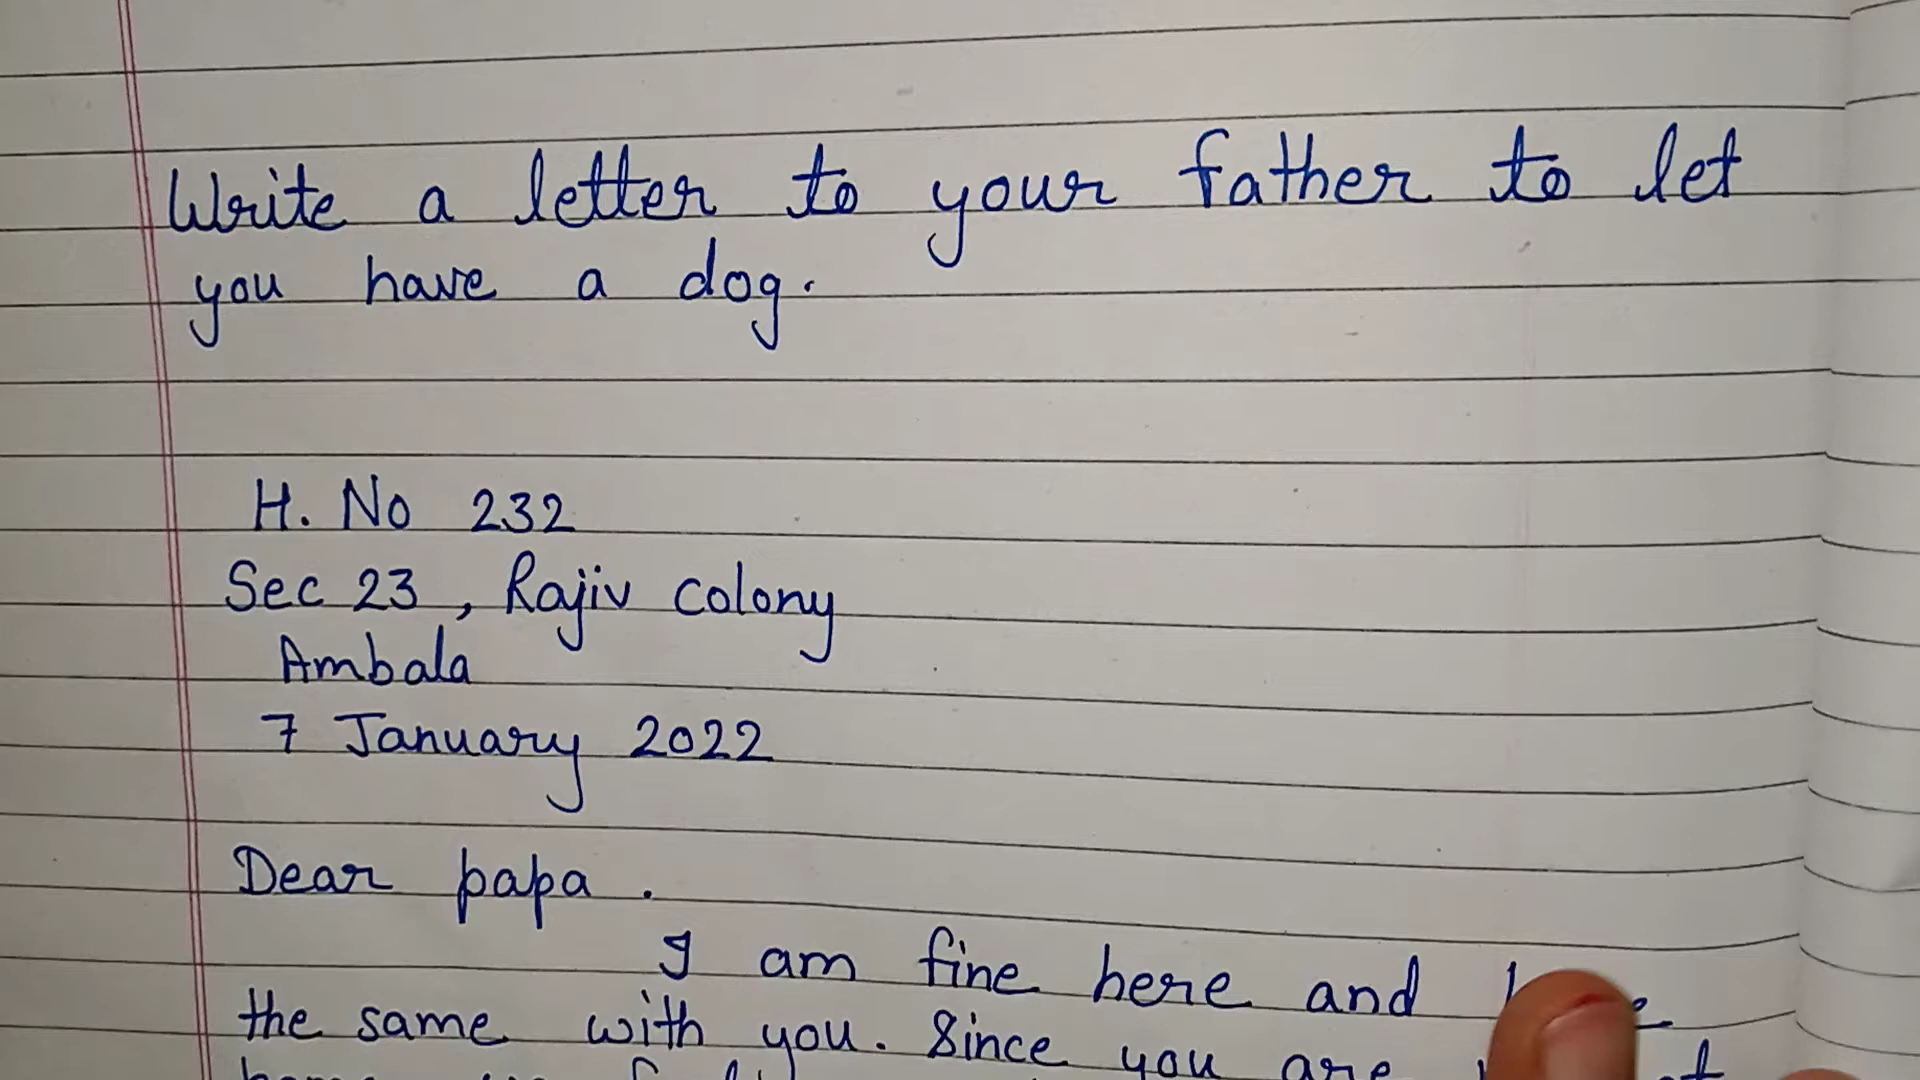 Write a letter to your father to let
you have a dog.
H. No 232
Sec 23, Rajiv colony
Ambala
7 January 2022
Dear papa.
I am fine here and
the same with you. Since you are